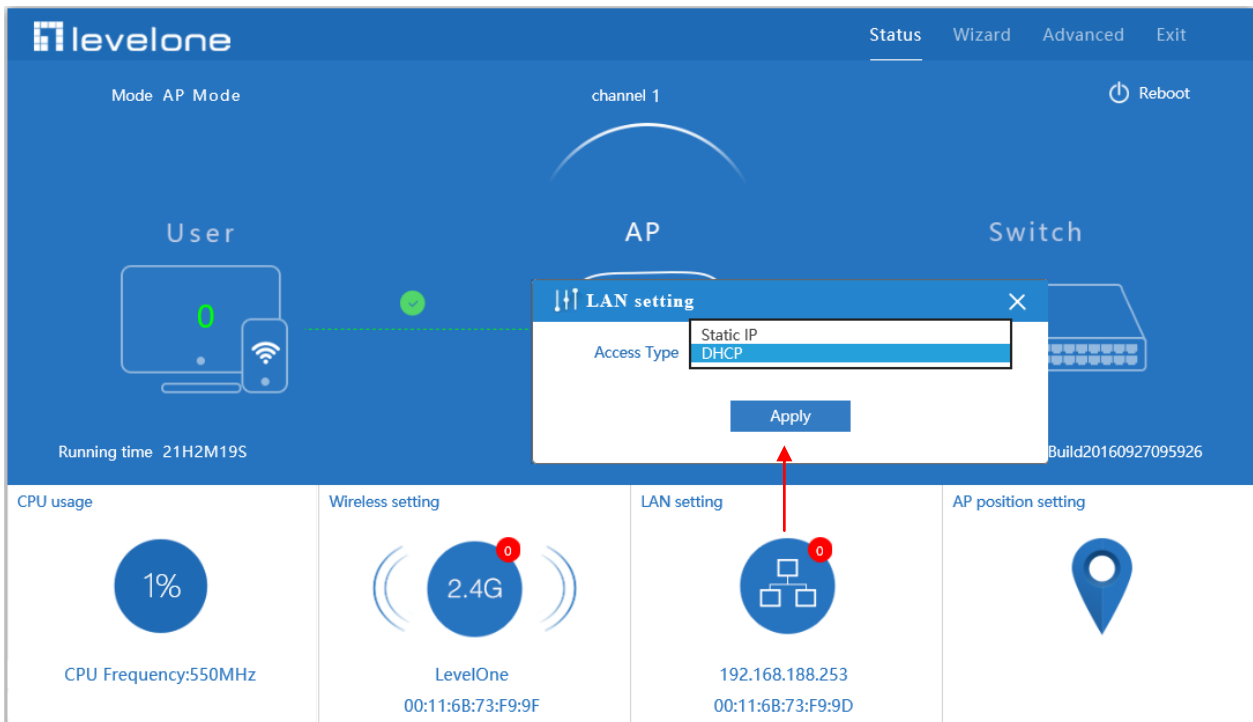 levelone
Status Wizard Advanced Exit
Mode AP Mode
channel 1
Reboot
User
AP
Switch
0
LAN setting
Access Type
Static IP
DHCP
Apply
Running time 21H2M19S
Build20160927095926
CPU usage
Wireless setting
LAN setting
AP position setting
1%
0
2.4G
0
CPU Frequency:550MHz
LevelOne
192.168.188.253
00:11:6B:73:F9:9F
00:11:6B:73:F9:9D